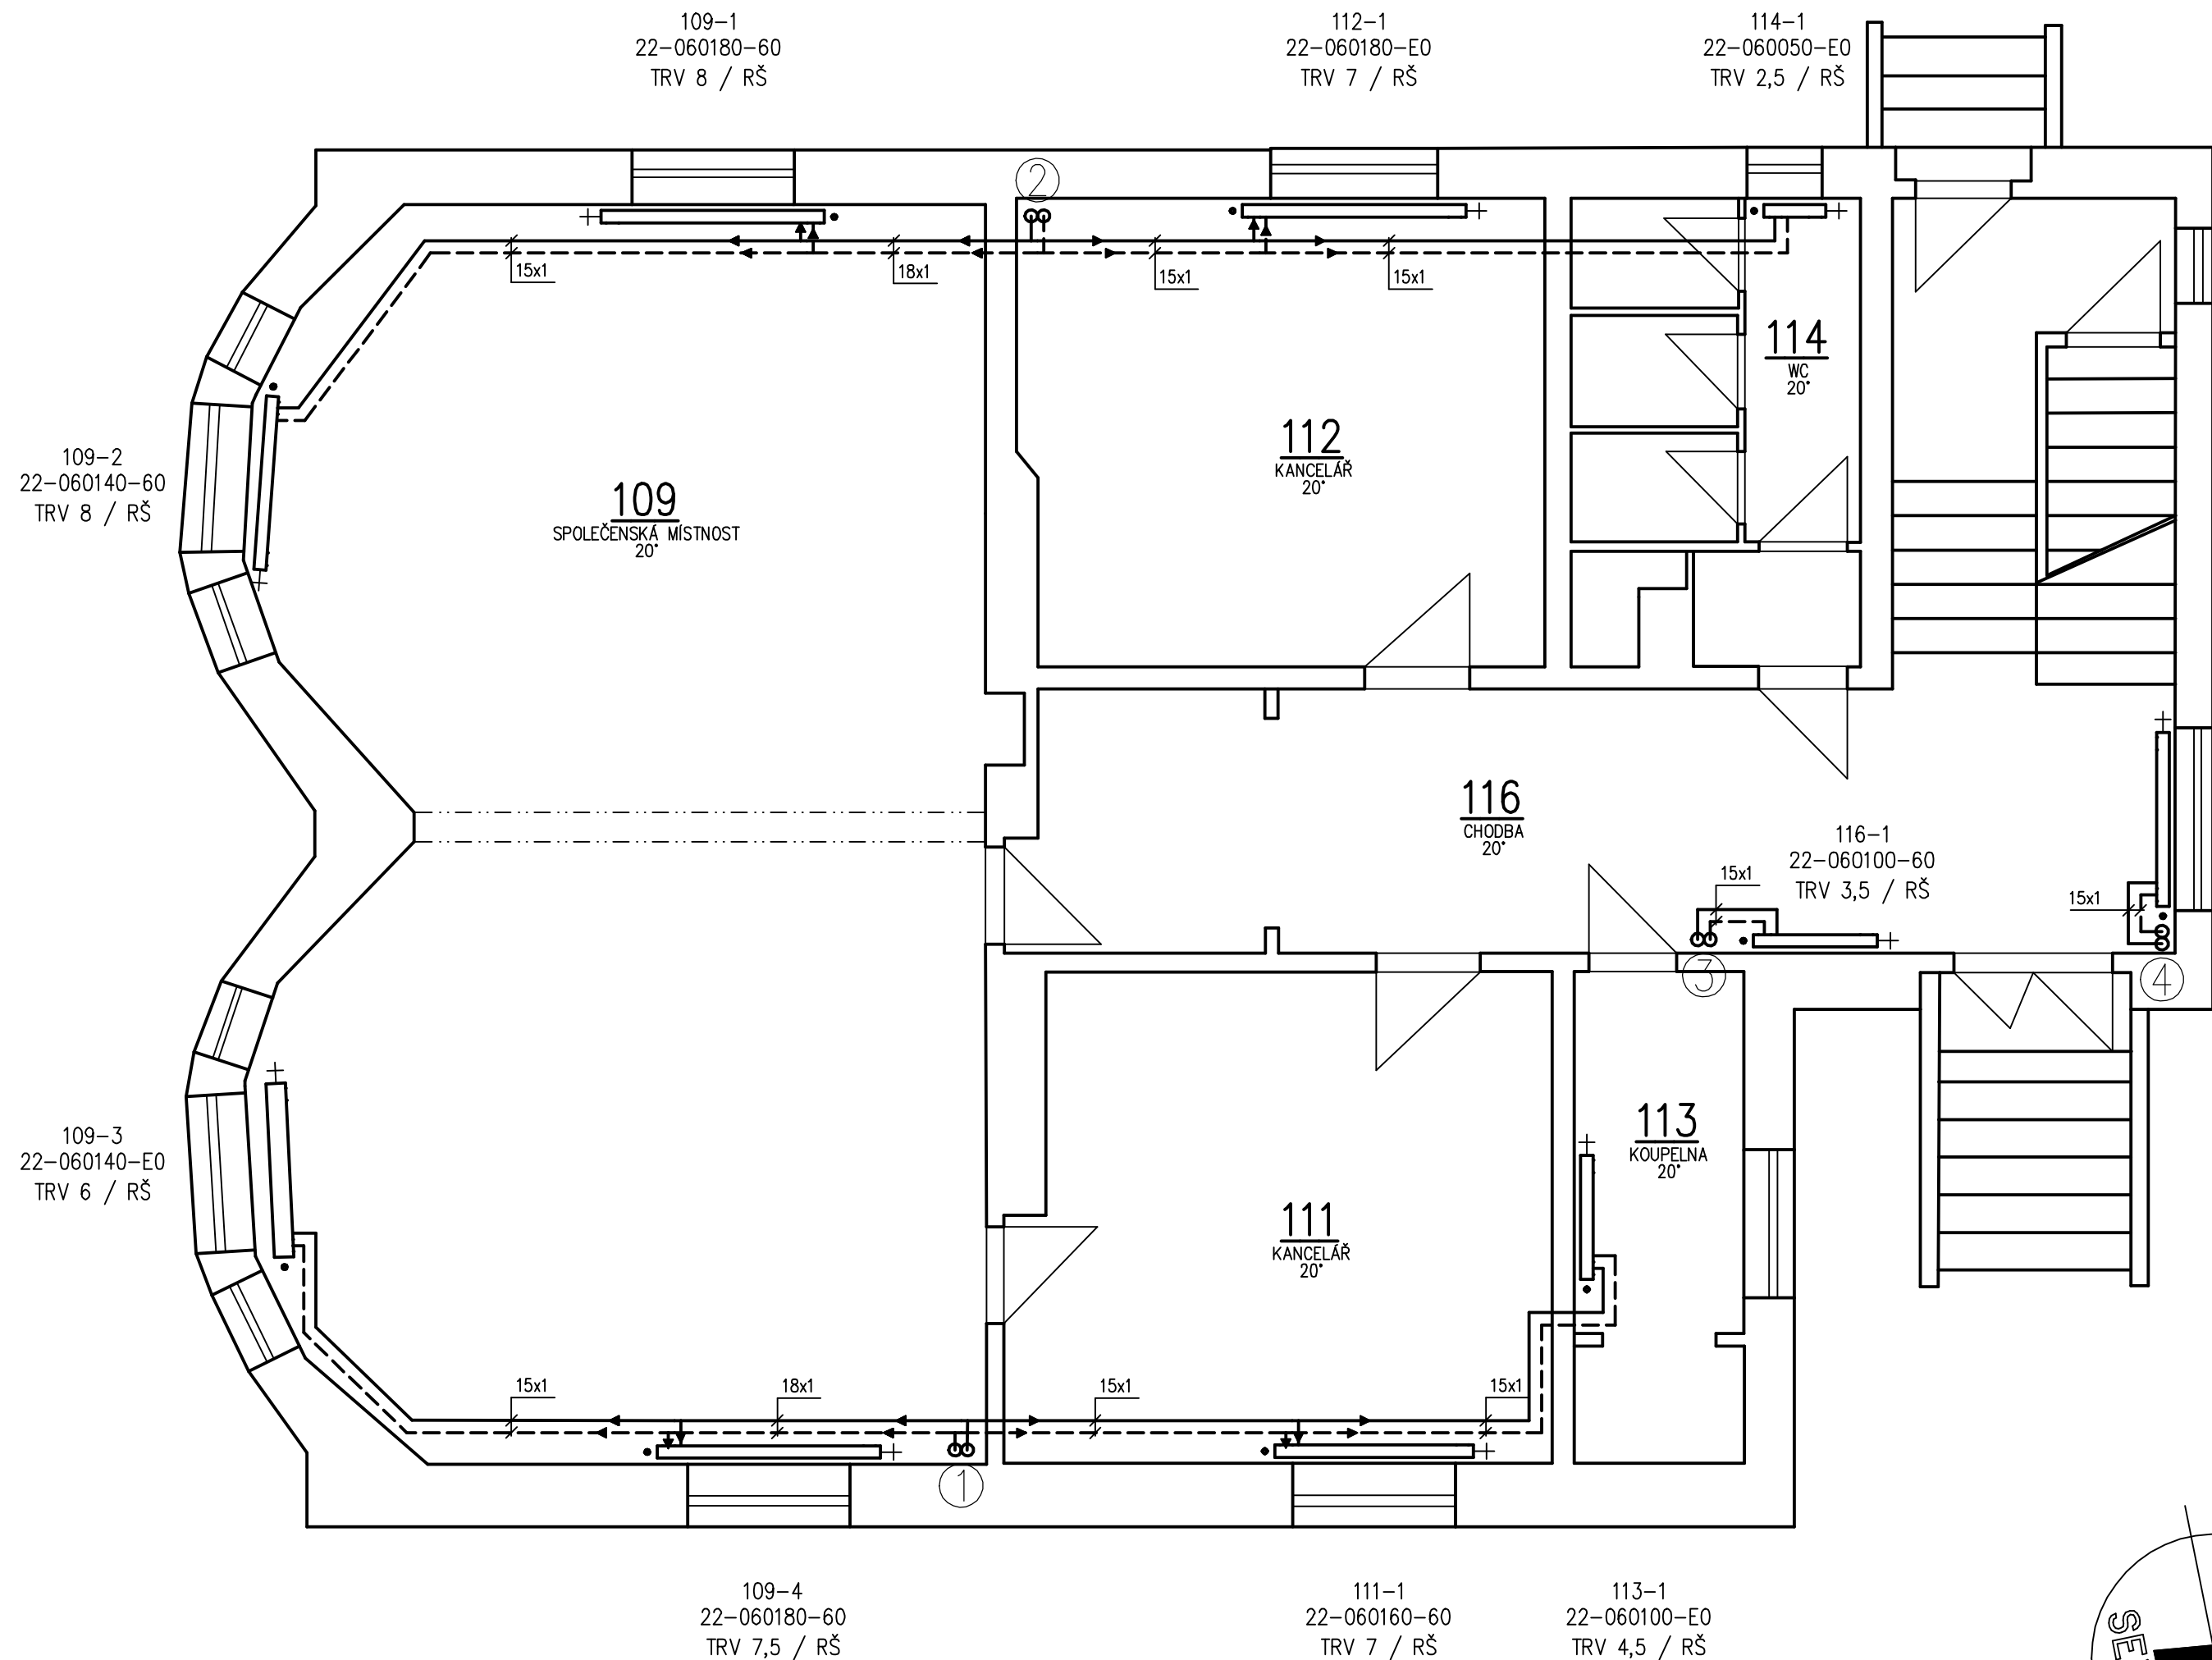 109-1
22-060180-60
TRV 8 / RŠ
112-1
22-060180-E0
TRV 7 / RŠ
114-1
22-060050-E0
TRV 2,5 / RŠ
2
15x1
18x1
15x1
15x1
114
WC
20°
112
KANCELÁŘ
20°
109-2
22-060140-60
TRV 8 / RŠ
109
SPOLEČENSKÁ MÍSTNOST
20°
116
CHODBA
20°
116-1
22-060100-60
TRV 3,5 / RŠ
15x1
15x1
3
4
109-3
22-060140-E0
TRV 6 / RŠ
113
KOUPELNA
20°
111
KANCELÁŘ
20°
15x1
18x1
15x1
15x1
1
109-4
22-060180-60
TRV 7,5 / RŠ
111-1
22-060160-60
TRV 7 / RŠ
113-1
22-060100-E0
TRV 4,5 / RŠ